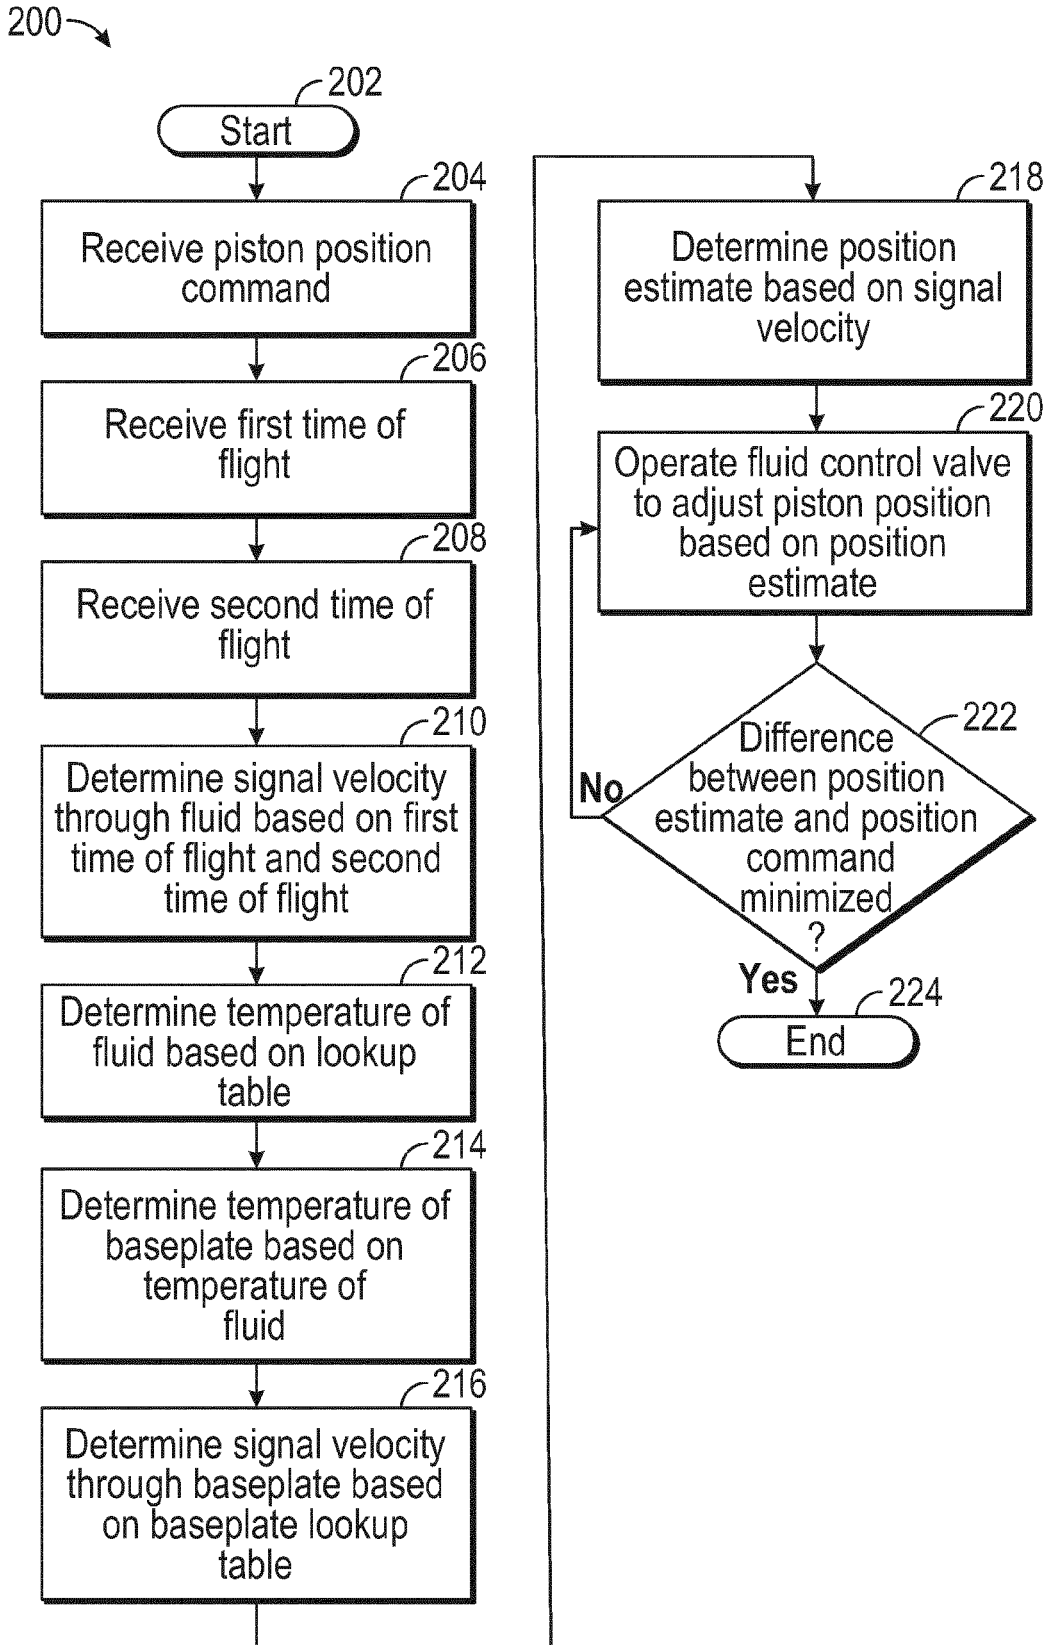 200
202
Start
204
Receive piston position
command
206
Receive first time of
flight
208
Receive second time of
flight
210
Determine signal velocity
through fluid based on first
time of flight and second
time of flight
212
Determine temperature of
fluid based on lookup
table
214
Determine temperature of
baseplate based on
temperature of
fluid
216
Determine signal velocity
through baseplate based
on baseplate lookup
table
218
Determine position
estimate based on signal
velocity
220
Operate fluid control valve
to adjust piston position
based on position
estimate
222
Difference
between position
estimate and position
command
minimized
?
No
Yes
224
End